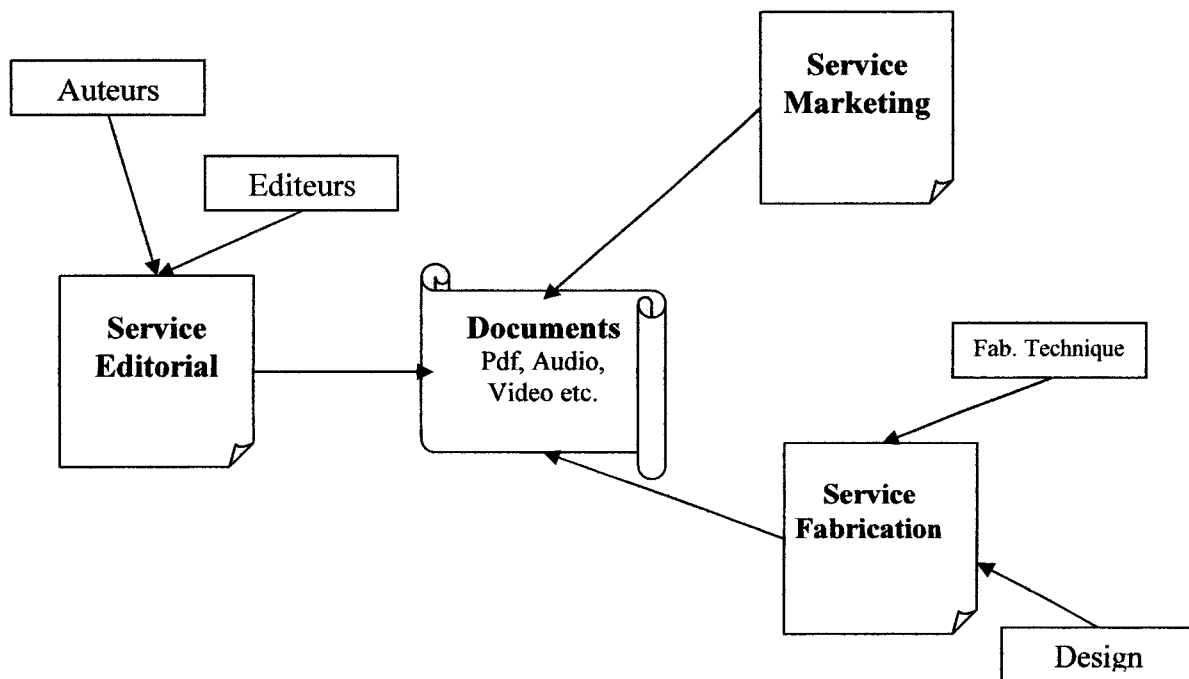 Auteurs
Editeurs
Service
Editorial
Documents
Pdf, Audio,
Video etc.
Service
Marketing
Fab. Technique
Service
Fabrication
Design